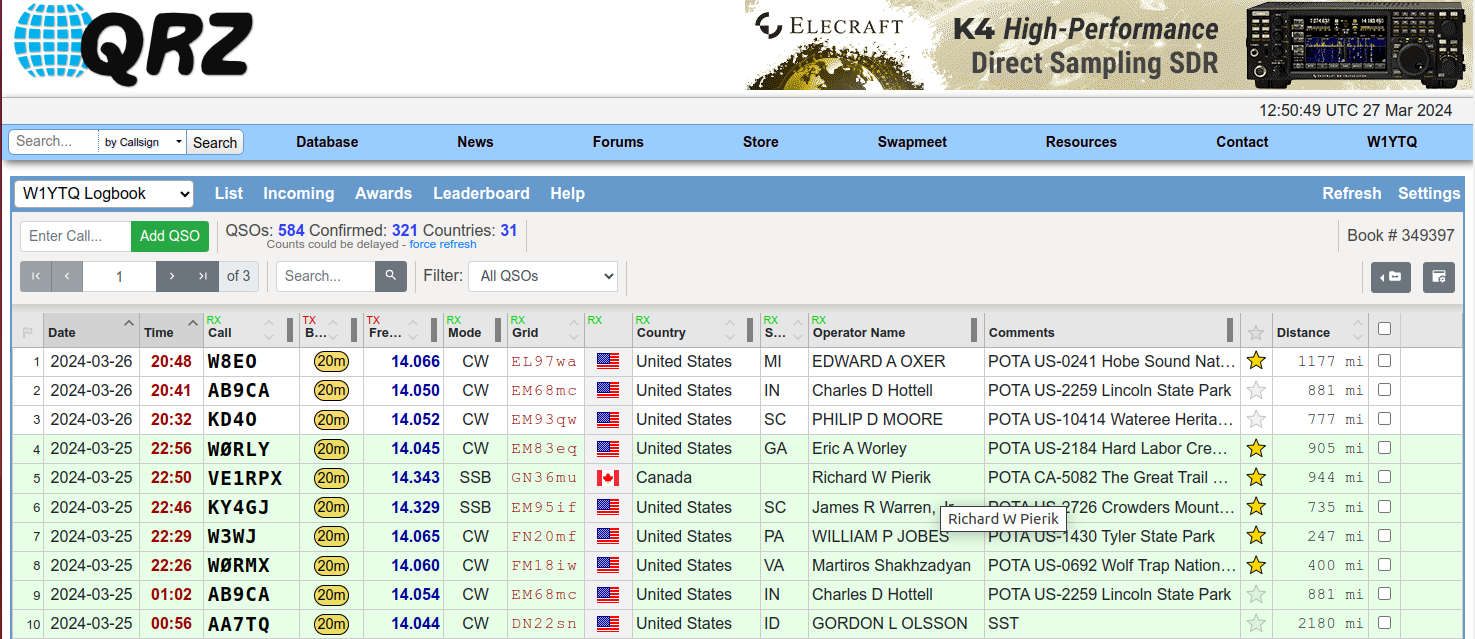 QRZ
ELECRAFT K4 High-Performance
Direct Sampling SDR
12:50:49 UTC 27 Mar 2024
Search... by Callsign Search Database News Forums Store Swapmeet Resources Contact W1YTQ
W1YTQ Logbook List Incoming Awards Leaderboard Help Refresh Settings
Enter Call... Add QSO QSOs: 584 Confirmed: 321 Countries: 31 Book # 349397
Counts could be delayed - force refresh
1 of 3 Search... Filter: All QSOs
RX TX TX RX RX RX RX RX RX
Date Time Call B... Fre... Mode Grid Country S... Operator Name Comments Distance
1 2024-03-26 20:48 W8EO 20m 14.066 CW EL97wa United States MI EDWARD A OXER POTA US-0241 Hobe Sound Nat... 1177 mi
2 2024-03-26 20:41 AB9CA 20m 14.050 CW EM68mc United States IN Charles D Hottell POTA US-2259 Lincoln State Park 881 mi
3 2024-03-26 20:32 KD4O 20m 14.052 CW EM93qw United States SC PHILIP D MOORE POTA US-10414 Wateree Herita... 777 mi
4 2024-03-25 22:56 WØRLY 20m 14.045 CW EM83eq United States GA Eric A Worley POTA US-2184 Hard Labor Cre... 905 mi
5 2024-03-25 22:50 VE1RPX 20m 14.343 SSB GN36mu Canada Richard W Pierik POTA CA-5082 The Great Trail ... 944 mi
6 2024-03-25 22:46 KY4GJ 20m 14.329 SSB EM95if United States SC James R Warren, Jr. POTA US-2726 Crowders Mount... 735 mi
Richard W Pierik
7 2024-03-25 22:29 W3WJ 20m 14.065 CW FN20mf United States PA WILLIAM P JOBES POTA US-1430 Tyler State Park 247 mi
8 2024-03-25 22:26 WØRMX 20m 14.060 CW FM18iw United States VA Martiros Shakhzadyan POTA US-0692 Wolf Trap Nation... 400 mi
9 2024-03-25 01:02 AB9CA 20m 14.054 CW EM68mc United States IN Charles D Hottell POTA US-2259 Lincoln State Park 881 mi
10 2024-03-25 00:56 AA7TQ 20m 14.044 CW DN22sn United States ID GORDON L OLSSON SST 2180 mi